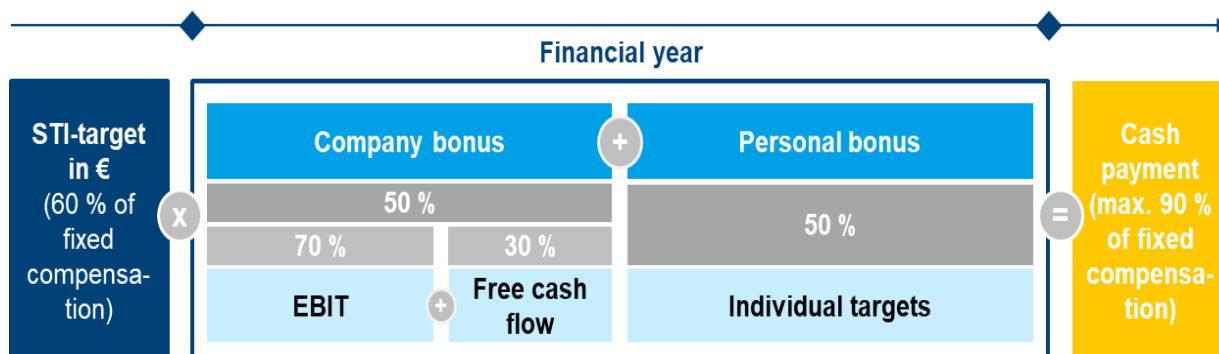 Financial year
STI-target
in €
(60 % of
fixed
compensa-
tion)
x
Company bonus
+
Personal bonus
50 %
50 %
70 %
30 %
EBIT
+
Free cash
flow
Individual targets
=
Cash
payment
(max. 90 %
of fixed
compensa-
tion)